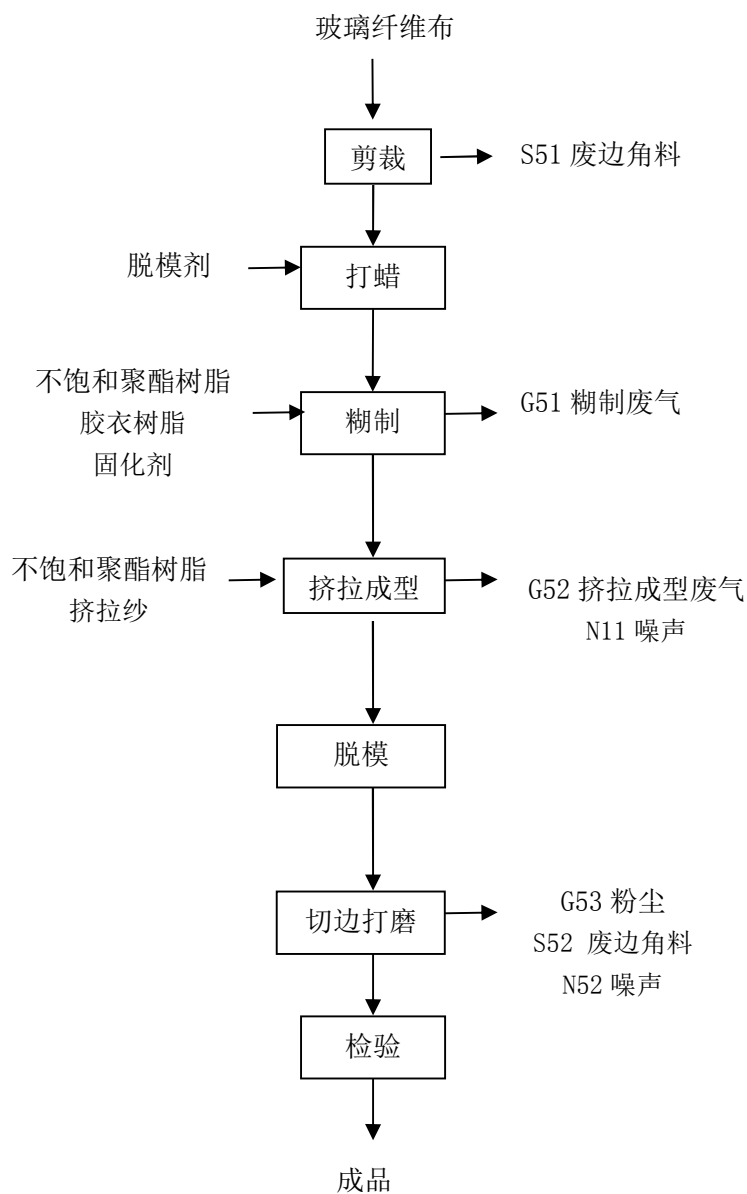 玻璃纤维布
剪裁
S51 废边角料
脱模剂
打蜡
不饱和聚酯树脂
胶衣树脂
固化剂
糊制
G51 糊制废气
不饱和聚酯树脂
挤拉纱
挤拉成型
G52 挤拉成型废气
N11 噪声
脱模
切边打磨
G53 粉尘
S52 废边角料
N52 噪声
检验
成品